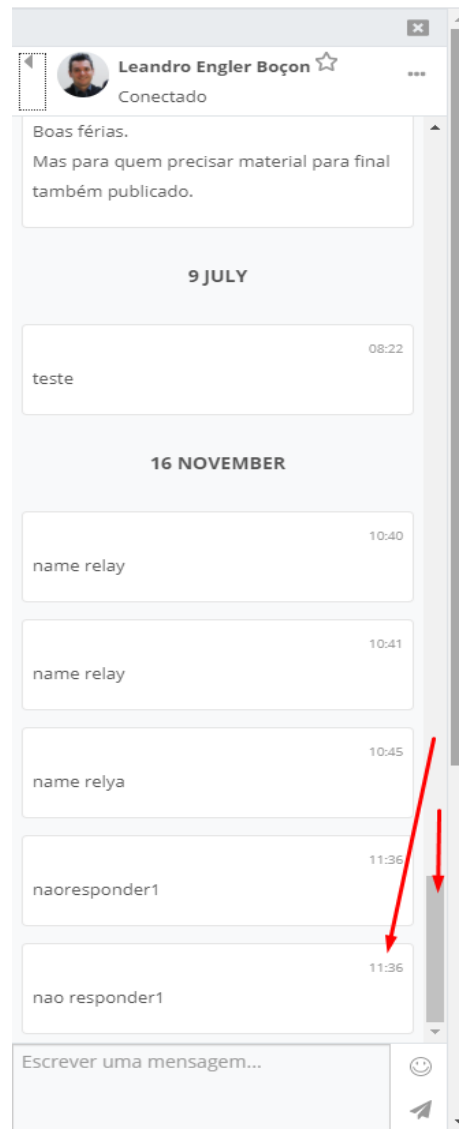 Leandro Engler Boçon
Conectado
Boas férias.
Mas para quem precisar material para final
também publicado.
9 JULY
08:22
teste
16 NOVEMBER
10:40
name relay
10:41
name relay
10:45
name relya
11:36
naoresponder1
11:36
nao responder1
Escrever uma mensagem...